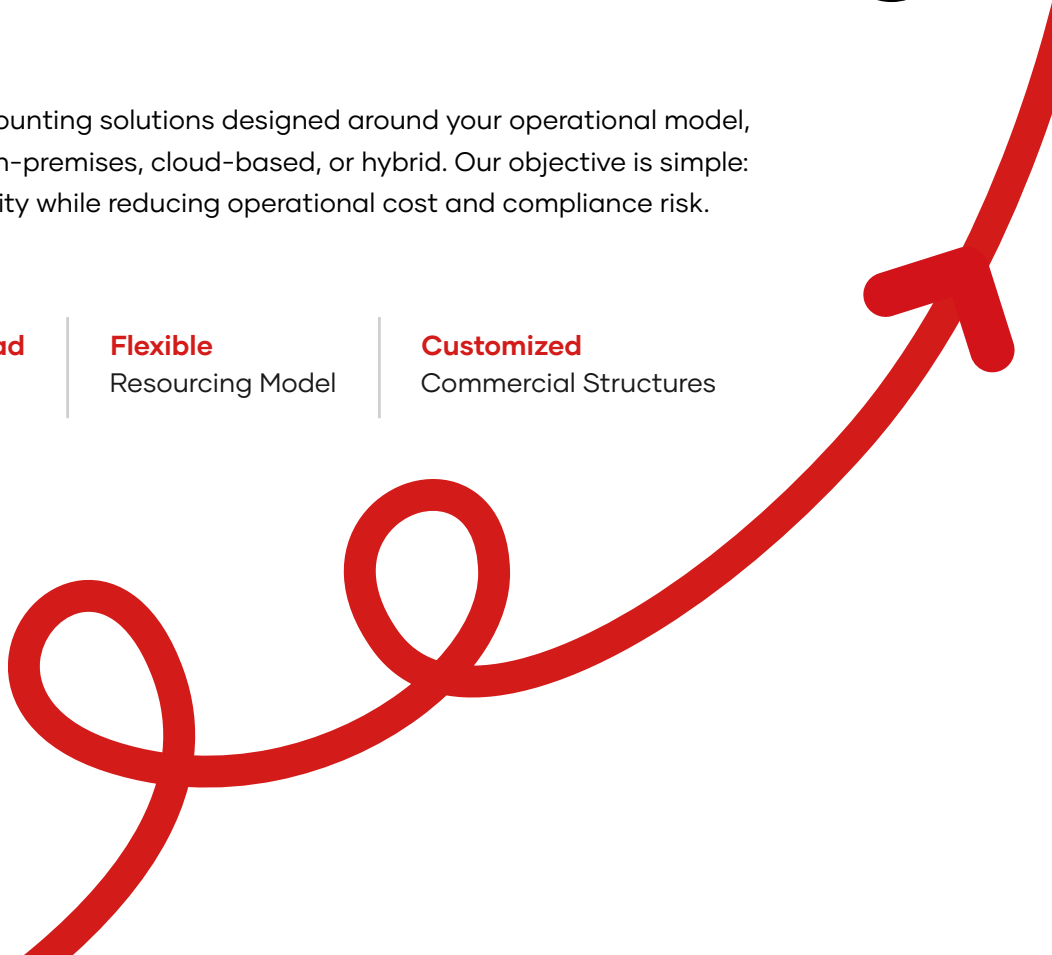 ounting solutions designed around your operational model,
n-premises, cloud-based, or hybrid. Our objective is simple:
ity while reducing operational cost and compliance risk.
ad
Flexible
Resourcing Model
Customized
Commercial Structures